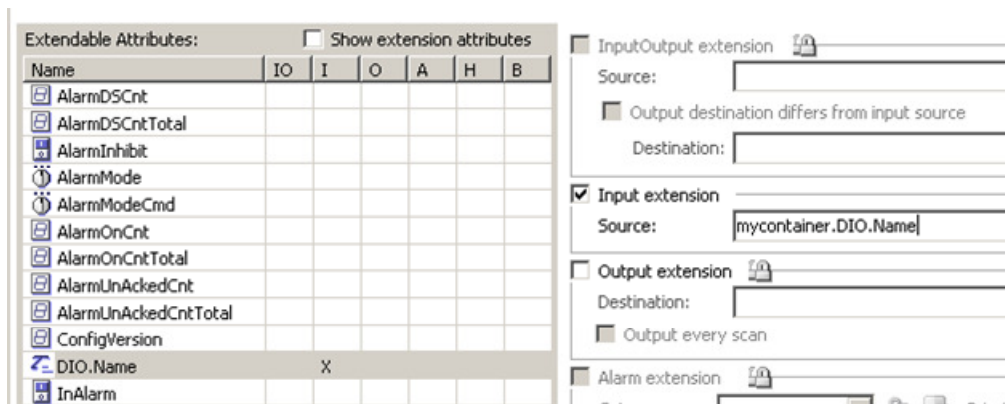 Extendable Attributes:
Show extension attributes
Name IO I O A H B
AlarmDSCnt
AlarmDSCntTotal
AlarmInhibit
AlarmMode
AlarmModeCmd
AlarmOnCnt
AlarmOnCntTotal
AlarmUnAckedCnt
AlarmUnAckedCntTotal
ConfigVersion
DIO.Name X
InAlarm
InputOutput extension
Source:
Output destination differs from input source
Destination:
Input extension
Source: mycontainer.DIO.Name
Output extension
Destination:
Output every scan
Alarm extension